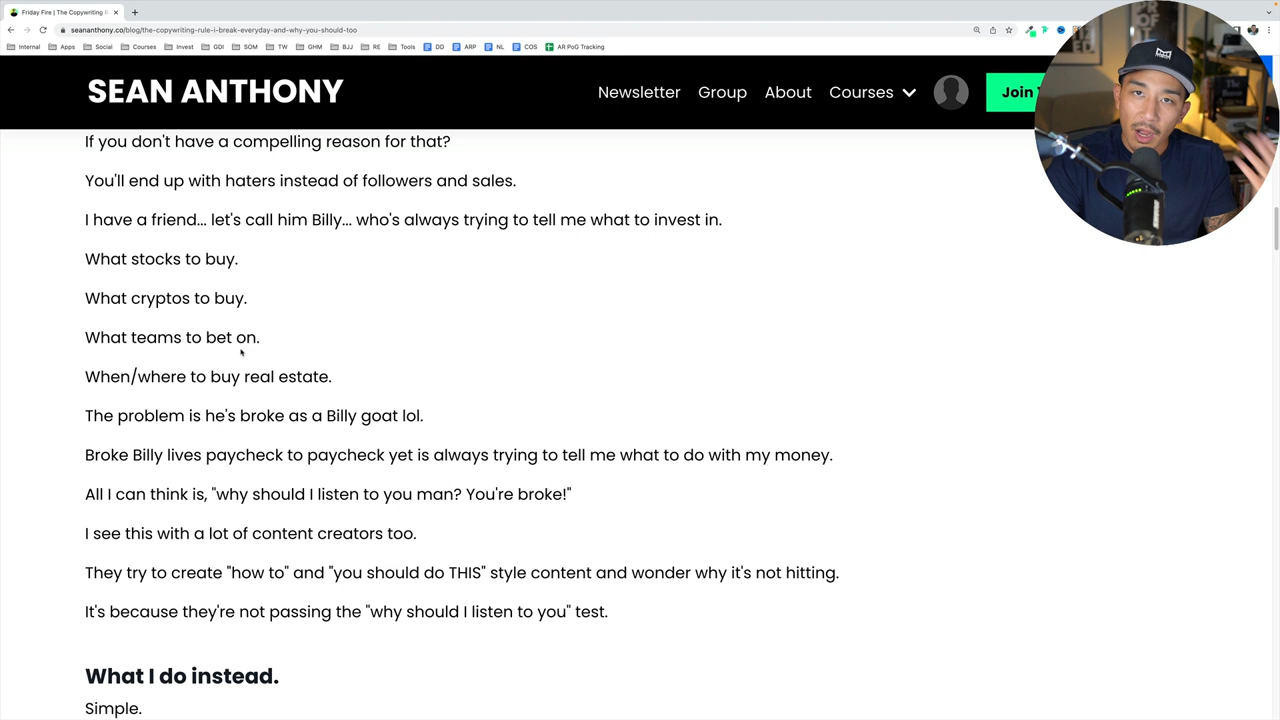 Friday Fire | The Copywriting R
seananthony.co/blog/the-copywriting-rule-i-break-everyday-and-why-you-should-too
Internal Apps Social Courses Invest GDI SOM TW GHM BJJ RE Tools DD ARP NL COS AR PoG Tracking
SEAN ANTHONY
Newsletter Group About Courses Join
If you don't have a compelling reason for that?
You'll end up with haters instead of followers and sales.
I have a friend... let's call him Billy... who's always trying to tell me what to invest in.
What stocks to buy.
What cryptos to buy.
What teams to bet on.
When/where to buy real estate.
The problem is he's broke as a Billy goat lol.
Broke Billy lives paycheck to paycheck yet is always trying to tell me what to do with my money.
All I can think is, "why should I listen to you man? You're broke!"
I see this with a lot of content creators too.
They try to create "how to" and "you should do THIS" style content and wonder why it's not hitting.
It's because they're not passing the "why should I listen to you" test.
What I do instead.
Simple.